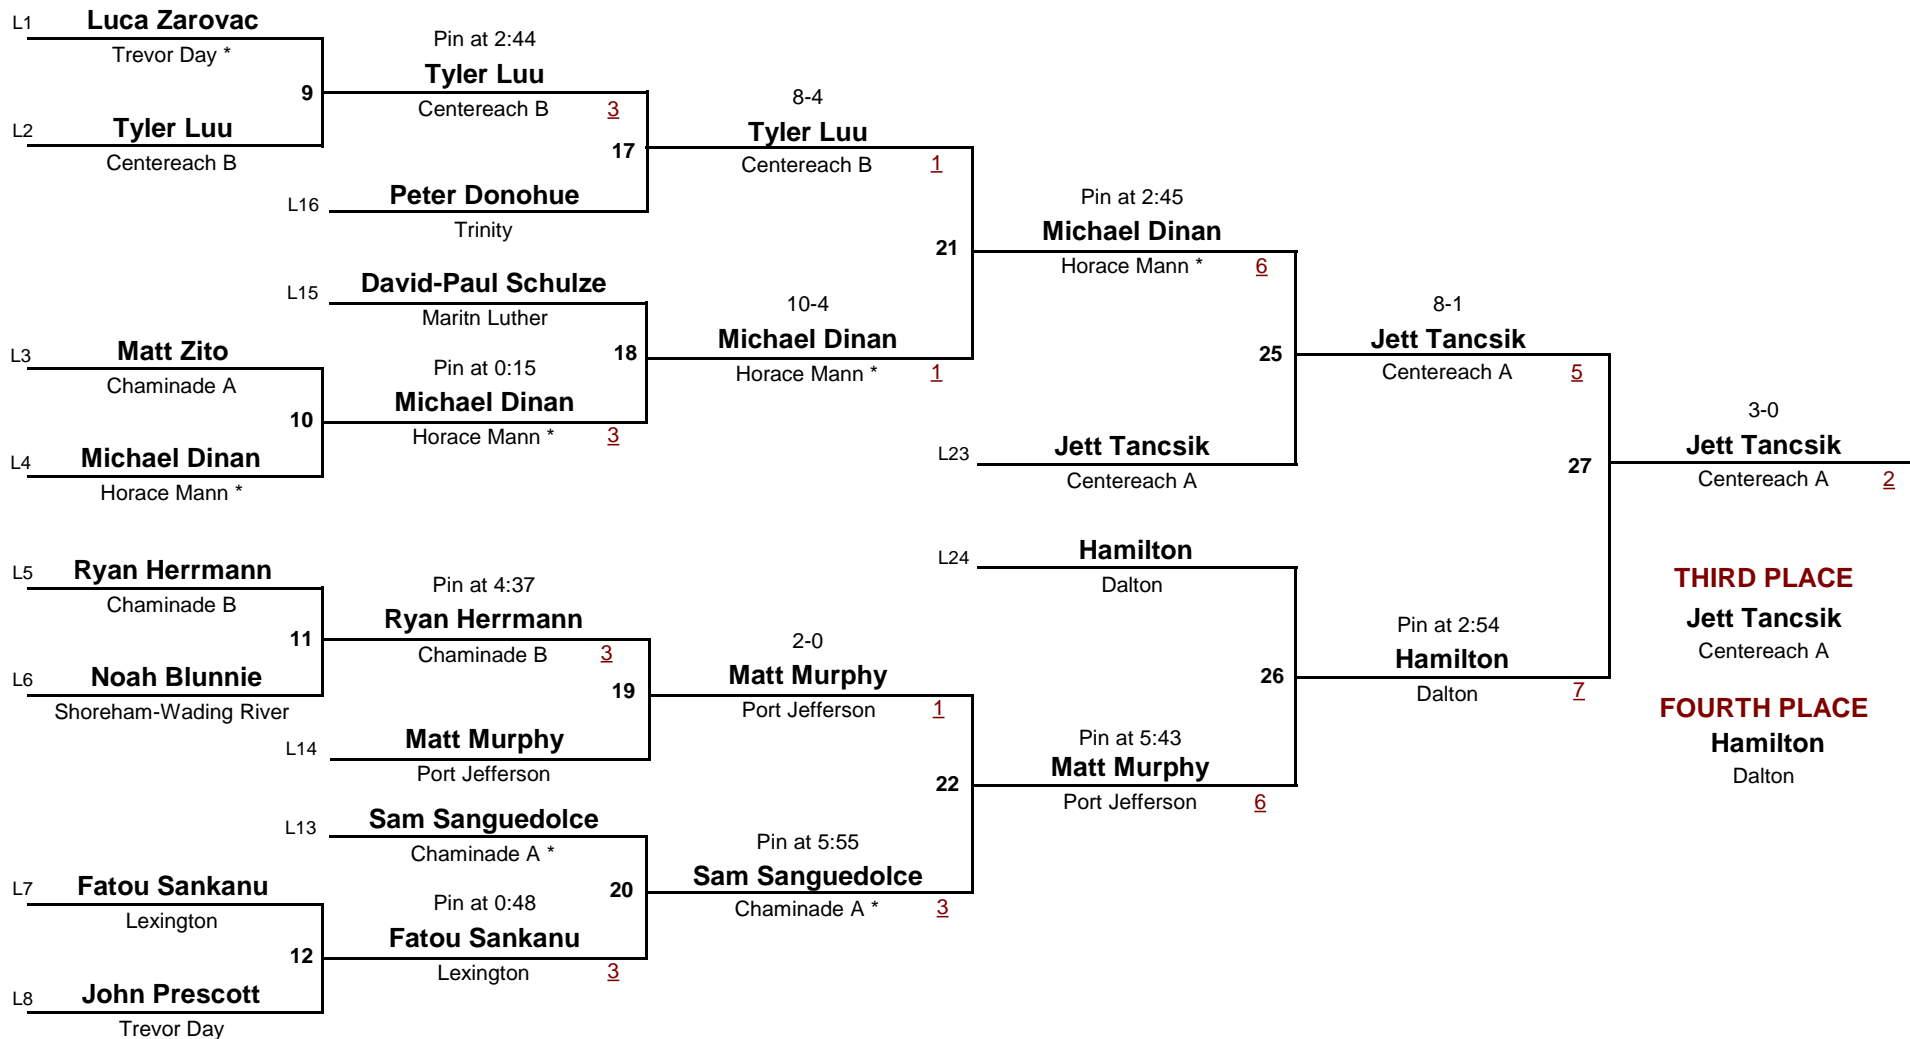 L1 Luca Zarovac
Trevor Day *
9
L2 Tyler Luu
Centereach B
Pin at 2:44
Tyler Luu
Centereach B 3
17
L16 Peter Donohue
Trinity
8-4
Tyler Luu
Centereach B 1
21
L15 David-Paul Schulze
Maritn Luther
18
L3 Matt Zito
Chaminade A
10
L4 Michael Dinan
Horace Mann *
Pin at 0:15
Michael Dinan
Horace Mann * 3
10-4
Michael Dinan
Horace Mann * 1
Pin at 2:45
Michael Dinan
Horace Mann * 6
25
L23 Jett Tancsik
Centereach A
8-1
Jett Tancsik
Centereach A 5
27
3-0
Jett Tancsik
Centereach A 2
L5 Ryan Herrmann
Chaminade B
11
L6 Noah Blunnie
Shoreham-Wading River
Pin at 4:37
Ryan Herrmann
Chaminade B 3
19
L14 Matt Murphy
Port Jefferson
2-0
Matt Murphy
Port Jefferson 1
22
L13 Sam Sanguedolce
Chaminade A *
20
L7 Fatou Sankanu
Lexington
12
L8 John Prescott
Trevor Day
Pin at 0:48
Fatou Sankanu
Lexington 3
Pin at 5:55
Sam Sanguedolce
Chaminade A * 3
L24 Hamilton
Dalton
26
Pin at 5:43
Matt Murphy
Port Jefferson 6
Pin at 2:54
Hamilton
Dalton 7
THIRD PLACE
Jett Tancsik
Centereach A
FOURTH PLACE
Hamilton
Dalton